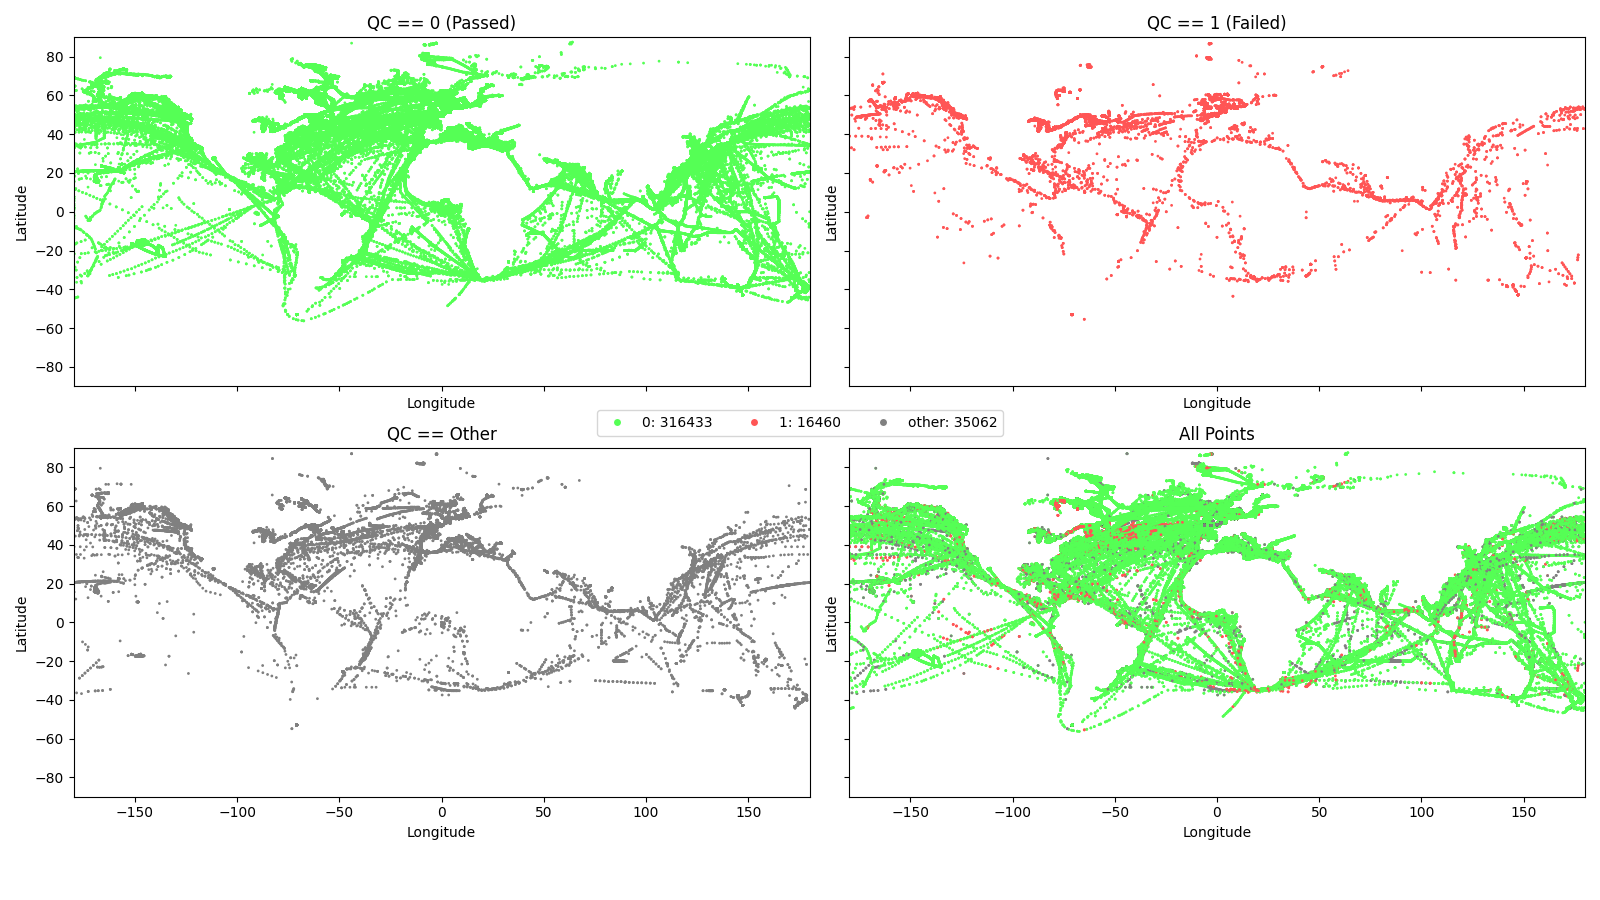 QC == 0 (Passed)
QC == 1 (Failed)
Latitude
80
60
40
20
0
−20
−40
−60
−80
Longitude
Latitude
Longitude
0: 316433 1: 16460 other: 35062
QC == Other
All Points
Latitude
80
60
40
20
0
−20
−40
−60
−80
−150 −100 −50 0 50 100 150
Longitude
Latitude
−150 −100 −50 0 50 100 150
Longitude